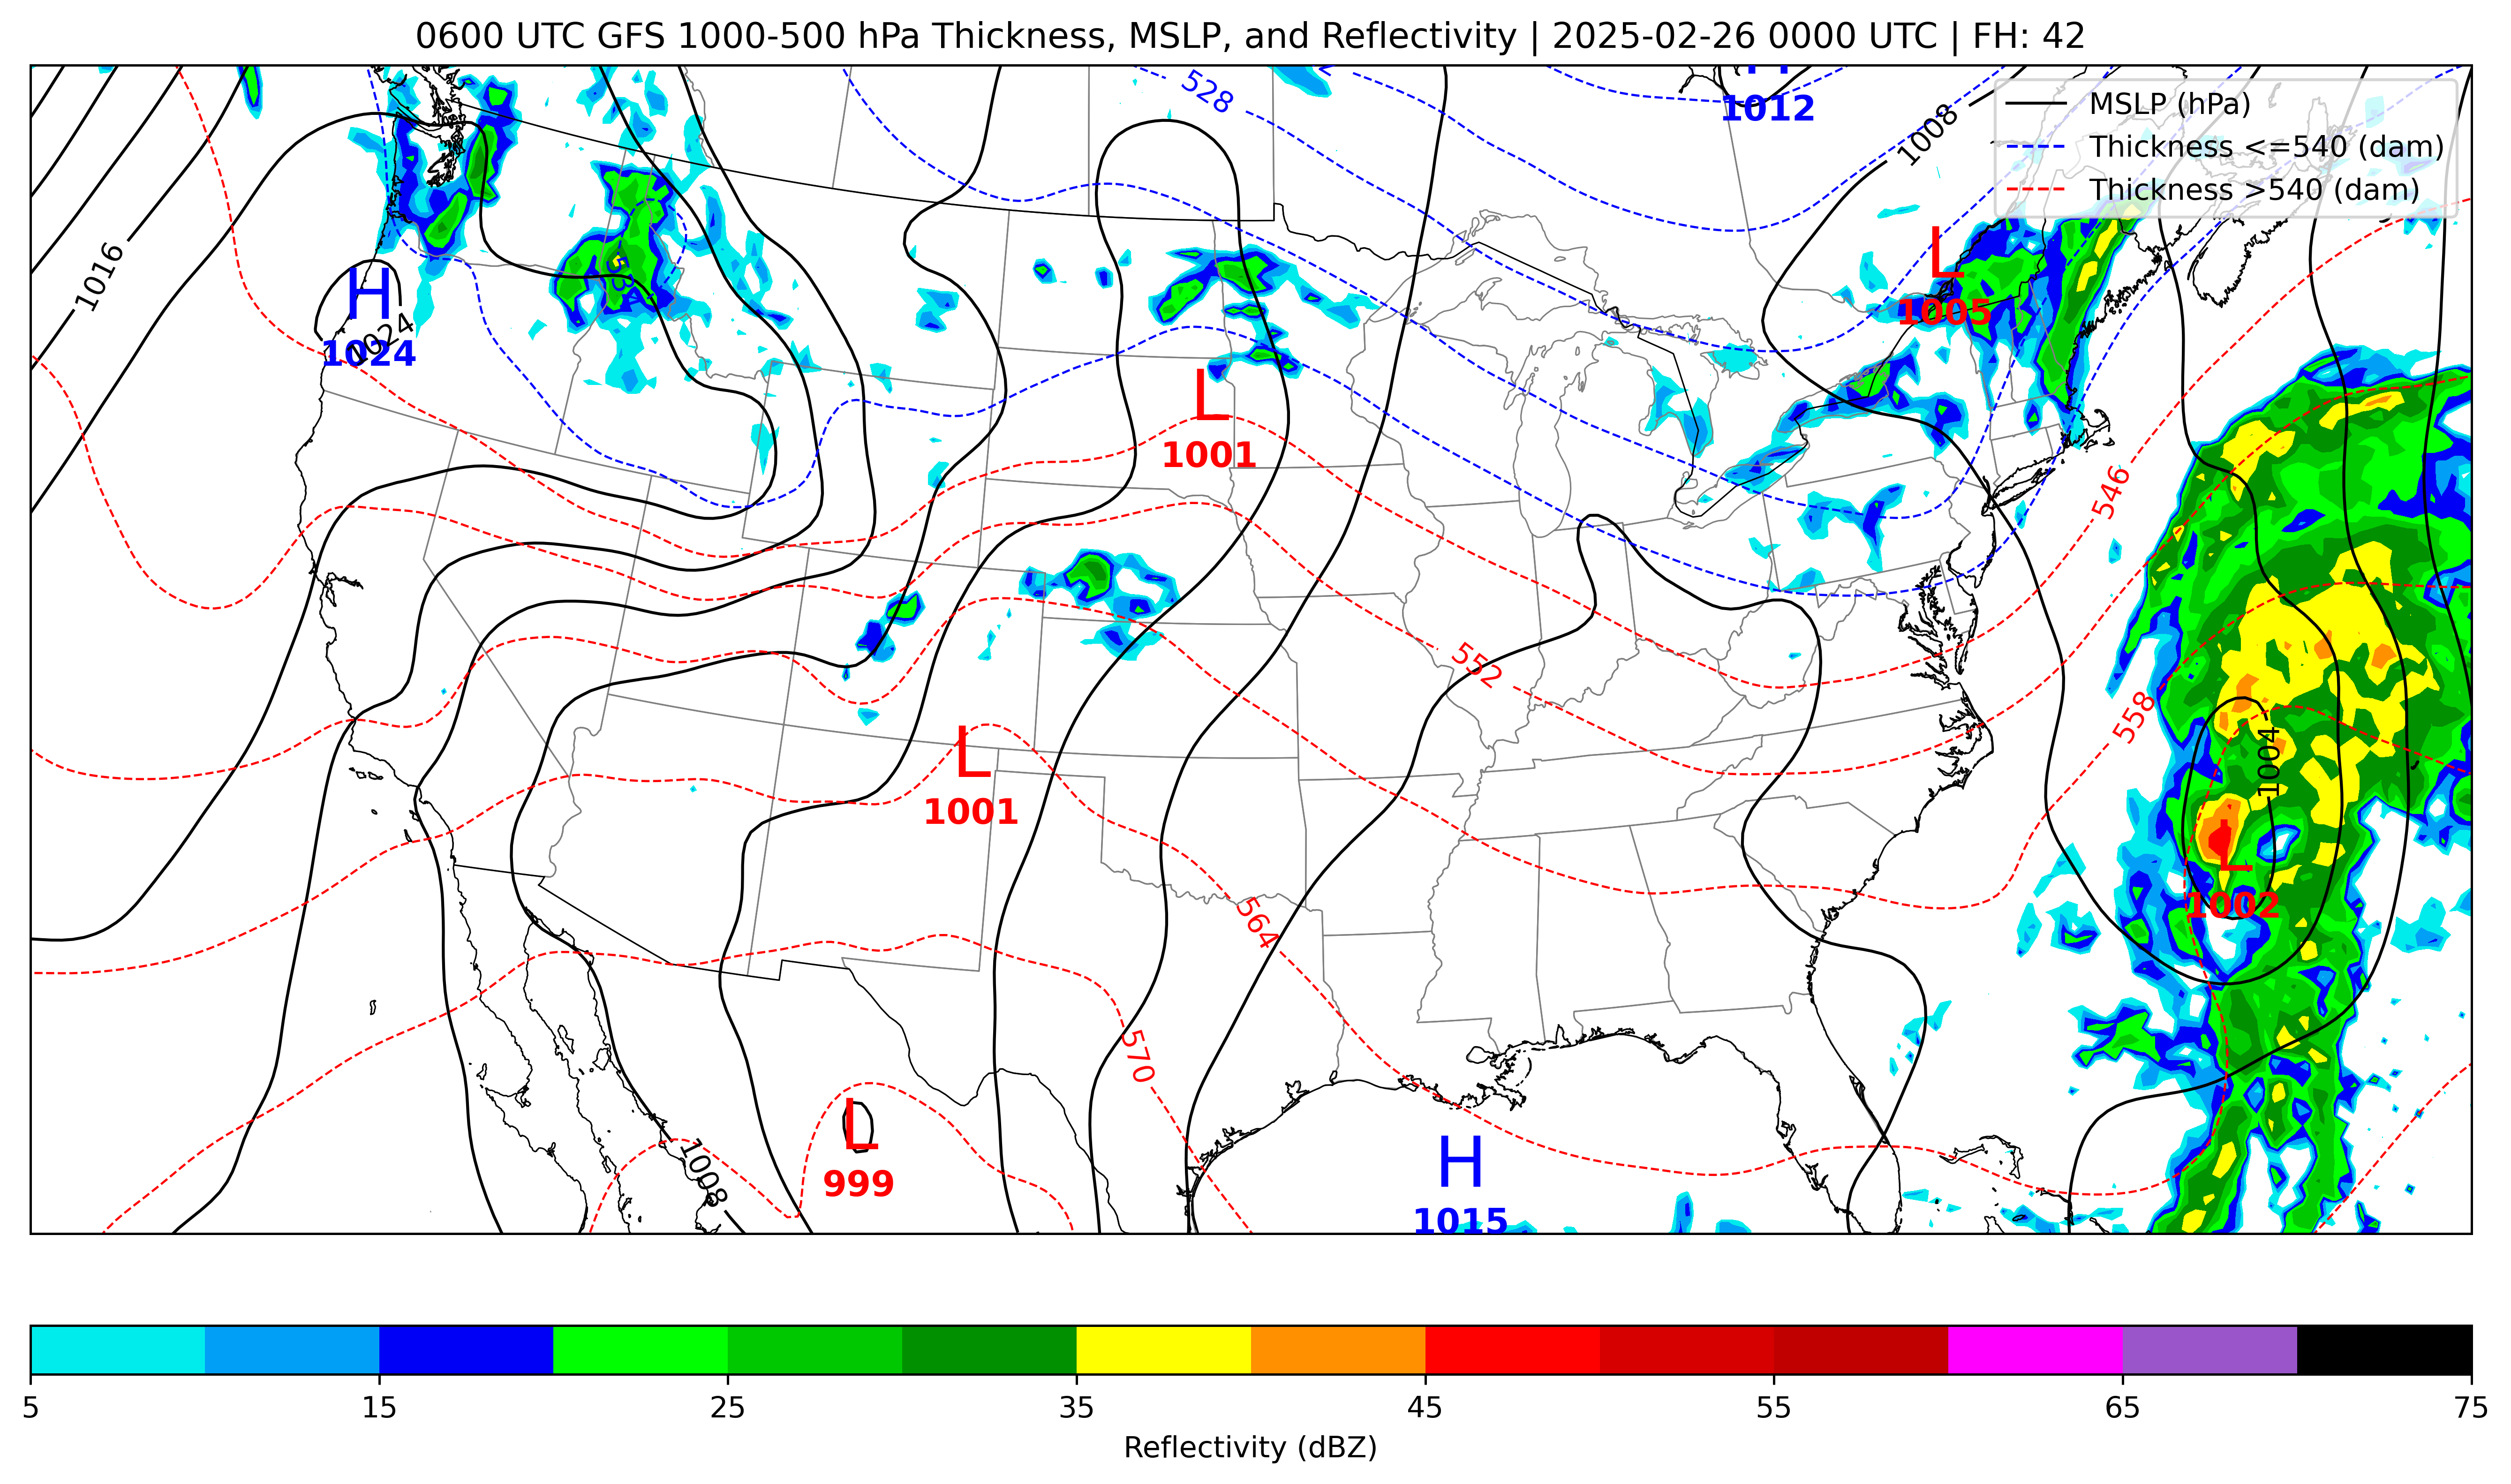 0600 UTC GFS 1000-500 hPa Thickness, MSLP, and Reflectivity | 2025-02-26 0000 UTC | FH: 42
528
1012
1008
MSLP (hPa)
Thickness <=540 (dam)
Thickness >540 (dam)
1016
H
1024
1024
534
L
1005
L
1001
546
552
558
L
1001
1004
L
1002
564
570
L
999
1008
H
1015
5 15 25 35 45 55 65 75
Reflectivity (dBZ)